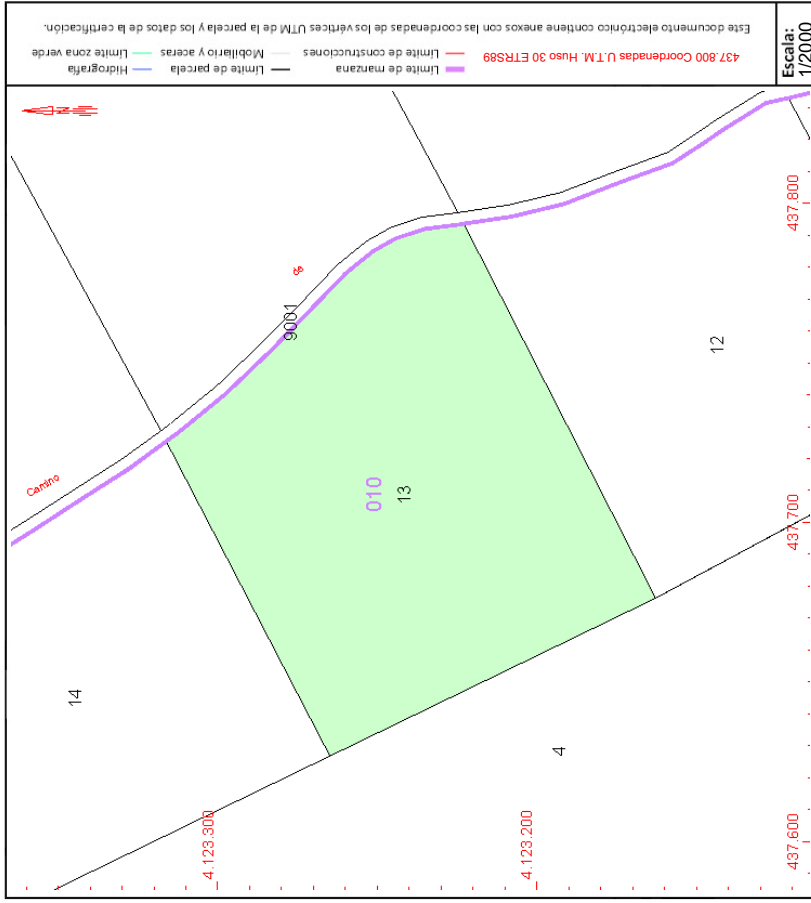 Este documento electrónico contiene anexos con las coordenadas de los vértices UTM de la parcela y los datos de la certificación.
437.800 Coordenadas U.T.M. Huso 30 ETRS89
Límite de manzana
Límite de construcciones
Límite de parcela
Mobiliario y aceras
Hidrografía
Límite zona verde
Escala:
1/2000
Camino
de
9001
010
13
14
12
4
4.123.300
4.123.200
437.800
437.700
437.600